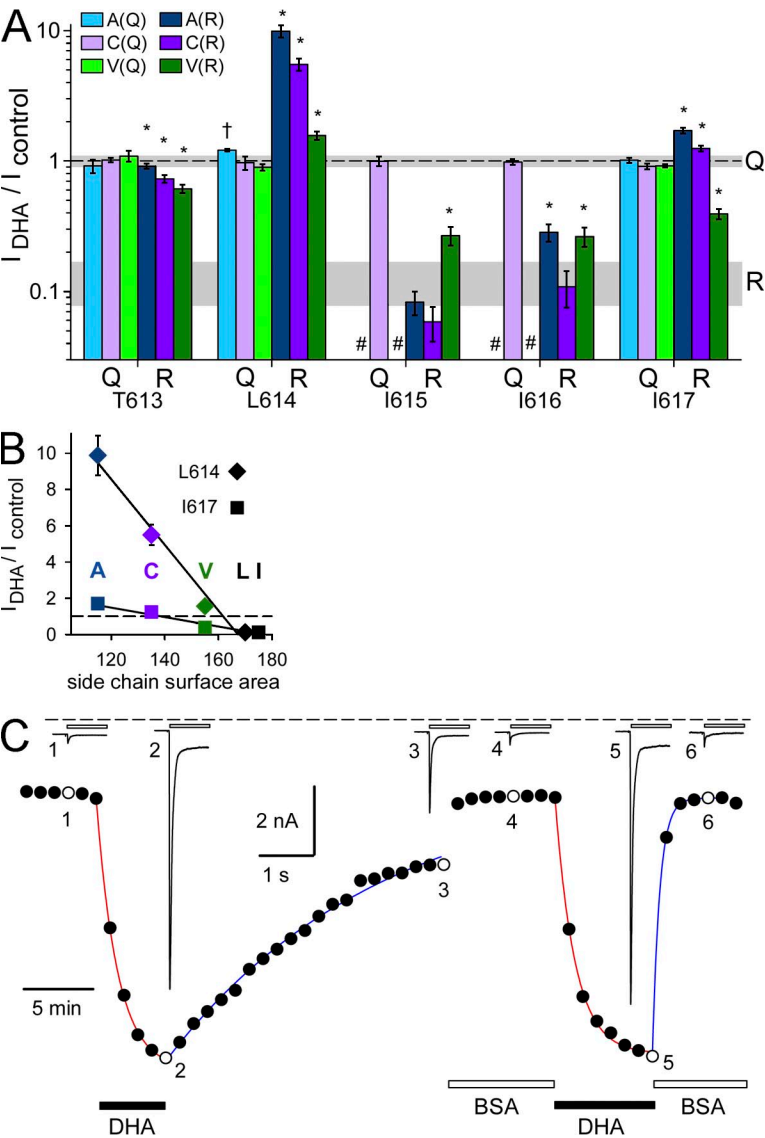 A
A(Q) A(R)
C(Q) C(R)
V(Q) V(R)
I DHA / I control
10
1
0.1
* * *
†
* * *
# # *
# # * *
* * *
Q
R
Q R Q R Q R Q R Q R
T613 L614 I615 I616 I617
B
I DHA / I control
10
8
6
4
2
0
L614
I617
A C V L I
120 140 160 180
side chain surface area
C
1 2 3 4 5 6
1
2
3
4
5
6
2 nA
1 s
5 min
DHA
BSA DHA BSA